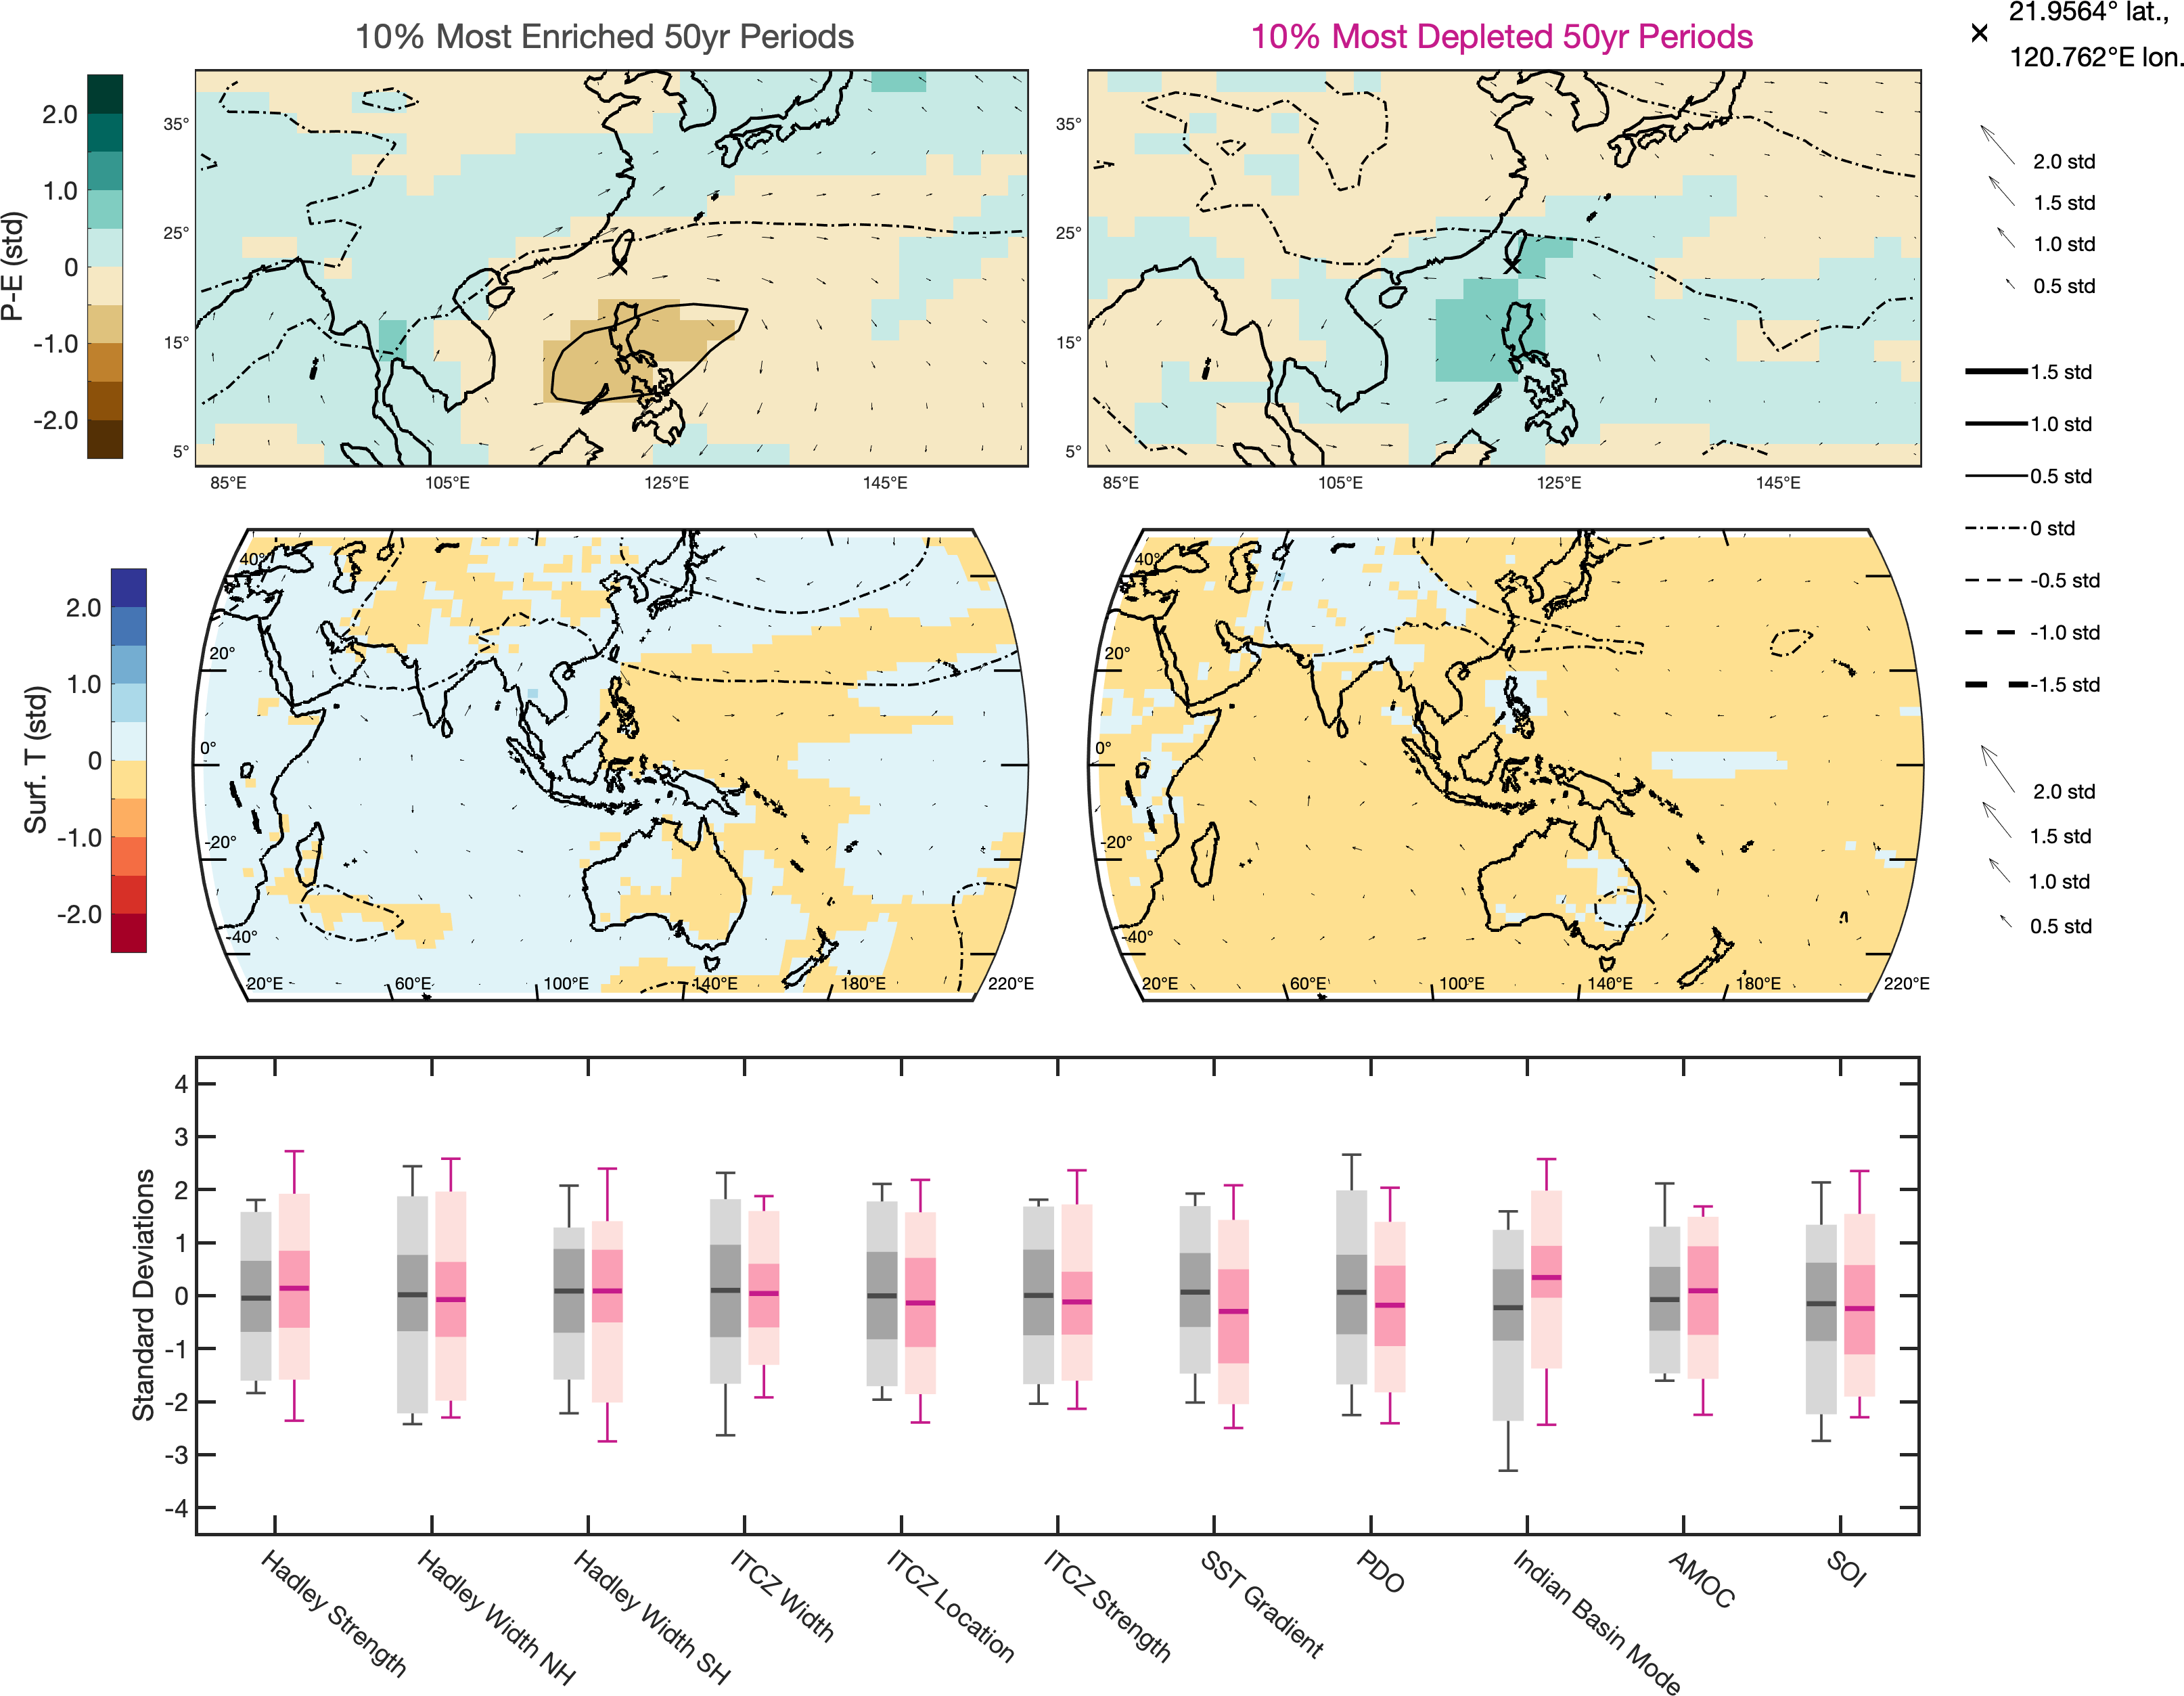 10% Most Enriched 50yr Periods
10% Most Depleted 50yr Periods
21.9564° lat.,
120.762°E lon.
P-E (std)
2.0
1.0
0
-1.0
-2.0
35°
25°
15°
5°
85°E 105°E 125°E 145°E
35°
25°
15°
5°
85°E 105°E 125°E 145°E
2.0 std
1.5 std
1.0 std
0.5 std
1.5 std
1.0 std
0.5 std
0 std
-0.5 std
-1.0 std
-1.5 std
2.0 std
1.5 std
1.0 std
0.5 std
Surf. T (std)
2.0
1.0
0
-1.0
-2.0
40°
20°
0°
-20°
-40°
20°E 60°E 100°E 140°E 180°E 220°E
40°
20°
0°
-20°
-40°
20°E 60°E 100°E 140°E 180°E 220°E
Standard Deviations
4
3
2
1
0
-1
-2
-3
-4
Hadley Strength
Hadley Width NH
Hadley Width SH
ITCZ Width
ITCZ Location
ITCZ Strength
SST Gradient
PDO
Indian Basin Mode
AMOC
SOI